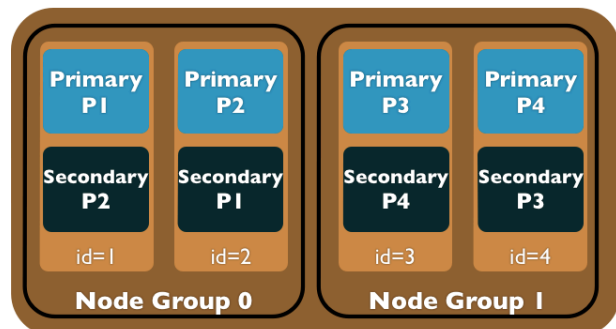 Primary
P1
Primary
P2
Primary
P3
Primary
P4
Secondary
P2
Secondary
P1
Secondary
P4
Secondary
P3
id=1
id=2
id=3
id=4
Node Group 0
Node Group 1